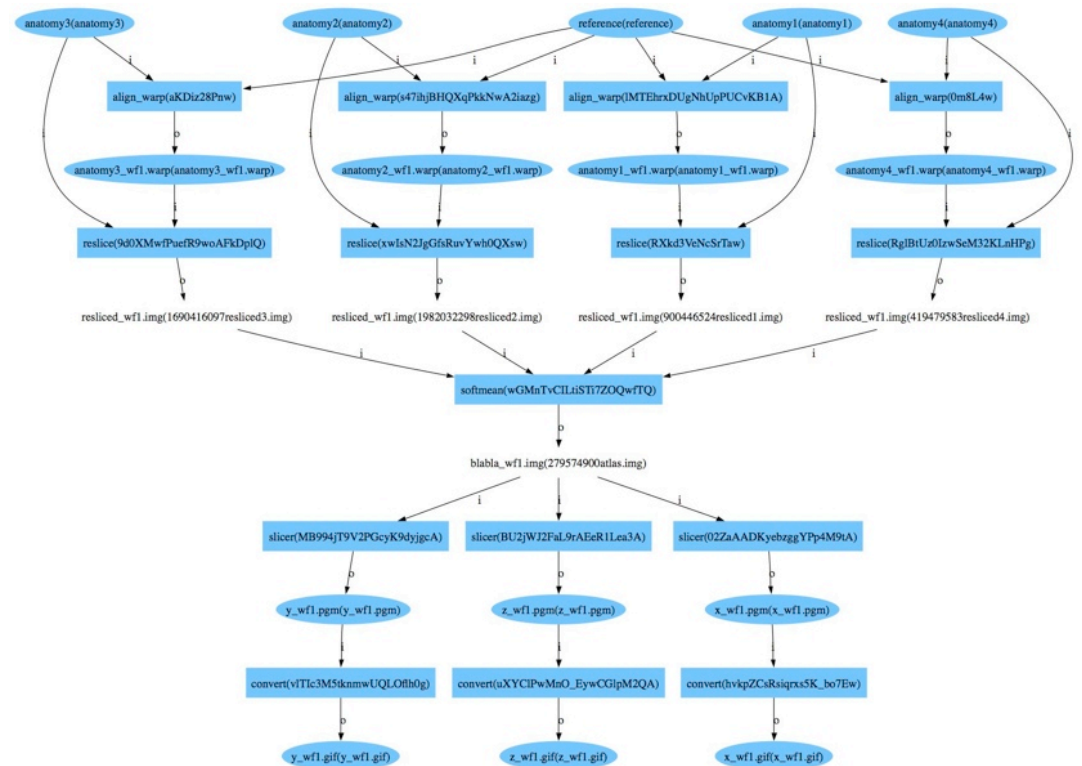 anatomy3(anatomy3)
anatomy2(anatomy2)
reference(reference)
anatomy1(anatomy1)
anatomy4(anatomy4)
i
i
i
i
i
i
i
i
align_warp(aKDiz28Pnw)
align_warp(s47ihjBHQXqPkkNwA2iazg)
align_warp(lMTEhrxDUgNhUpPUCvKB1A)
align_warp(0m8L4w)
i
o
i
o
o
i
o
i
anatomy3_wf1.warp(anatomy3_wf1.warp)
anatomy2_wf1.warp(anatomy2_wf1.warp)
anatomy1_wf1.warp(anatomy1_wf1.warp)
anatomy4_wf1.warp(anatomy4_wf1.warp)
i
i
i
i
reslice(9d0XMwfPuefR9woAFkDplQ)
reslice(xwIsN2JgGfsRuvYwh0QXsw)
reslice(RXkd3VeNcSrTaw)
reslice(RglBtUz0IzwSeM32KLnHPg)
o
o
o
o
resliced_wf1.img(1690416097resliced3.img)
resliced_wf1.img(1982032298resliced2.img)
resliced_wf1.img(900446524resliced1.img)
resliced_wf1.img(419479583resliced4.img)
i
i
i
i
softmean(wGMnTvCILtiSTi7ZOQwfTQ)
o
blabla_wf1.img(279574900atlas.img)
i
i
i
slicer(MB994jT9V2PGcyK9dyjgcA)
slicer(BU2jWJ2FaL9rAEeR1Lea3A)
slicer(02ZaAADKyebzggYPp4M9tA)
o
o
o
y_wf1.pgm(y_wf1.pgm)
z_wf1.pgm(z_wf1.pgm)
x_wf1.pgm(x_wf1.pgm)
i
i
i
convert(vlTIc3M5tknmwUQLOflh0g)
convert(uXYClPwMnO_EywCGlpM2QA)
convert(hvkpZCsRsiqrxs5K_bo7Ew)
o
o
o
y_wf1.gif(y_wf1.gif)
z_wf1.gif(z_wf1.gif)
x_wf1.gif(x_wf1.gif)